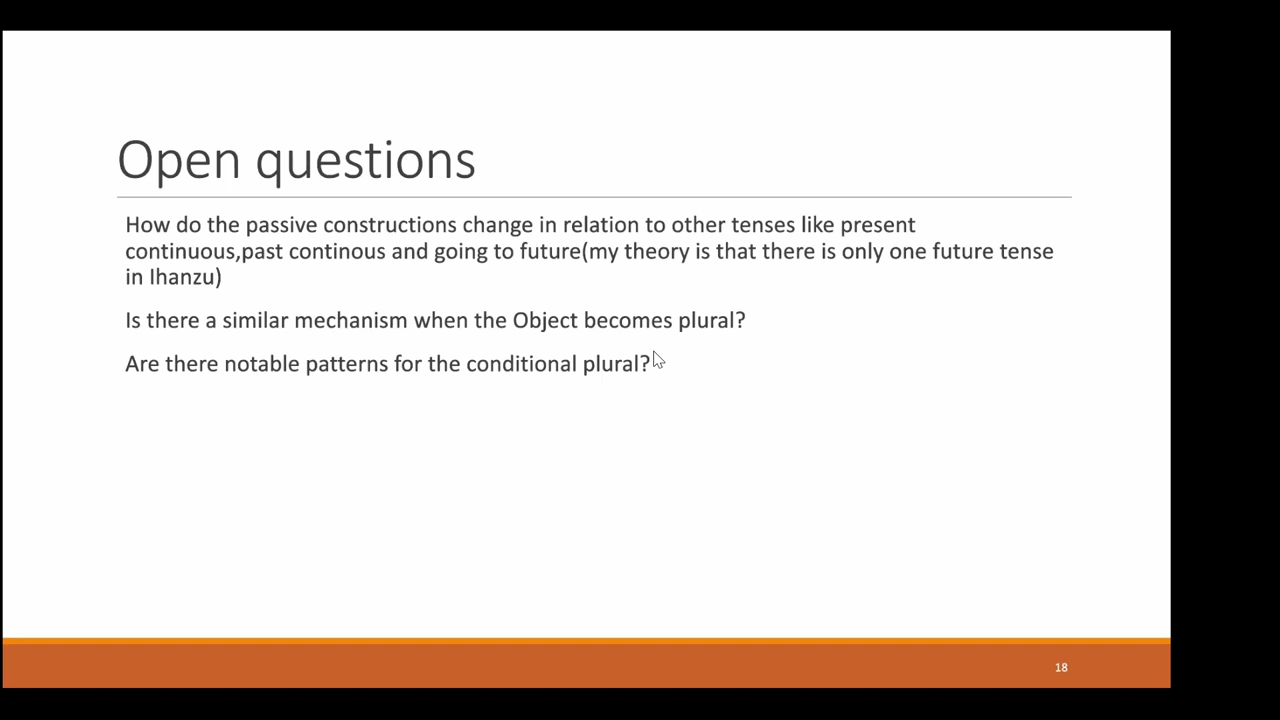 Open questions
How do the passive constructions change in relation to other tenses like present
continuous,past continous and going to future(my theory is that there is only one future tense
in Ihanzu)
Is there a similar mechanism when the Object becomes plural?
Are there notable patterns for the conditional plural?
18